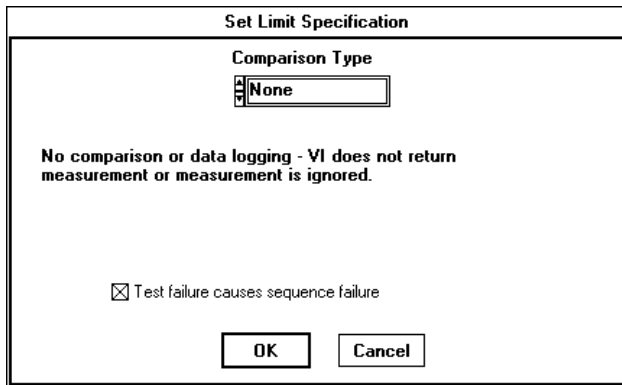 Set Limit Specification
Comparison Type
None
No comparison or data logging - VI does not return
measurement or measurement is ignored.
Test failure causes sequence failure
OK
Cancel